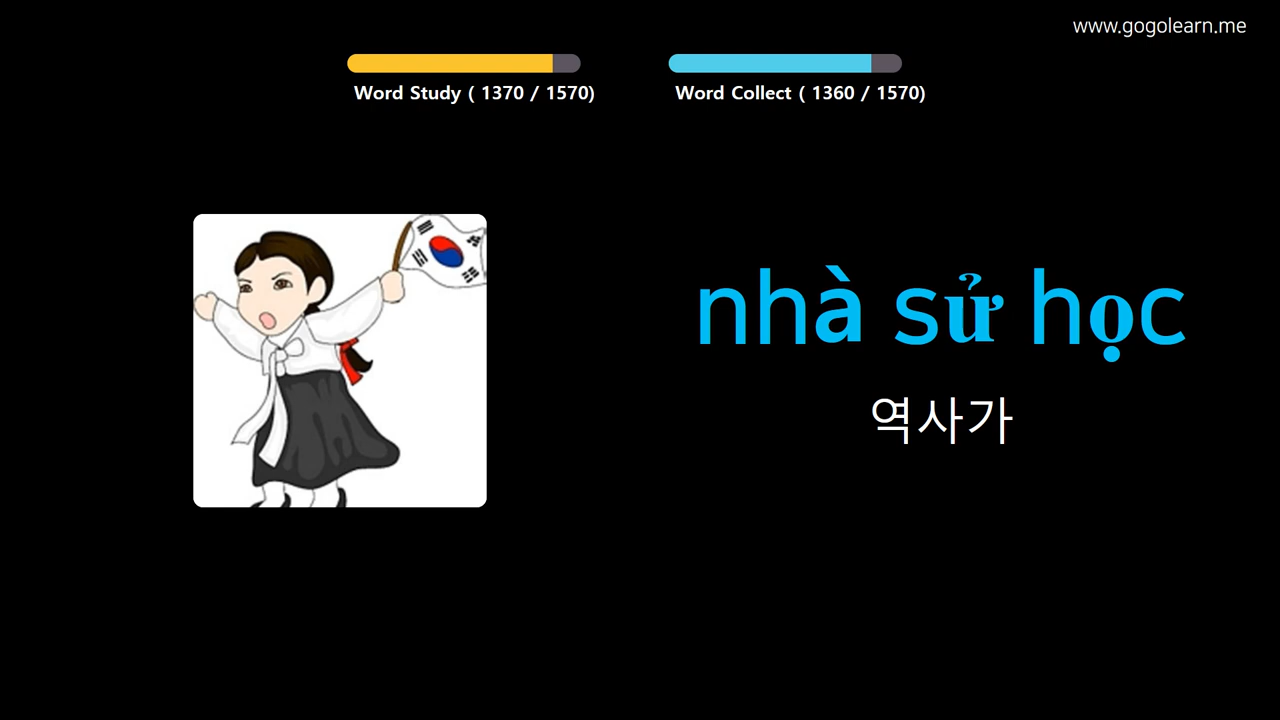 www.gogolearn.me
Word Study ( 1370 / 1570)
Word Collect ( 1360 / 1570)
nhà sử học
역사가